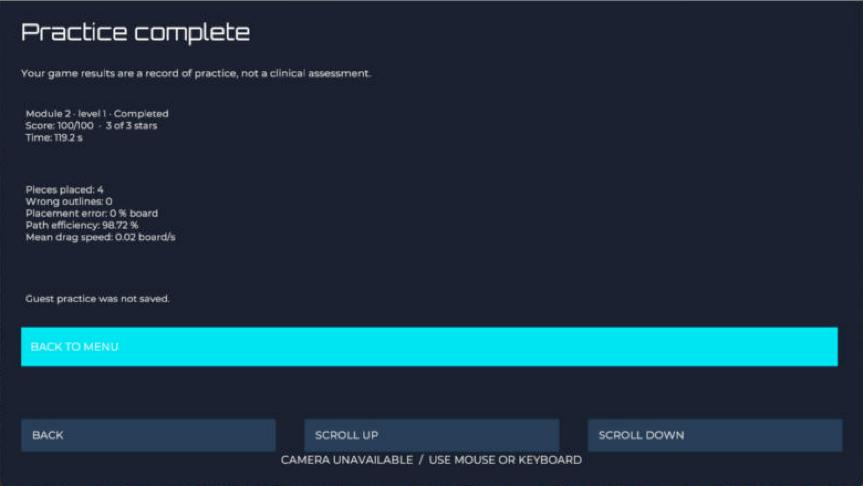 Practice complete
Your game results are a record of practice, not a clinical assessment.
Module 2 · level 1 · Completed
Score: 100/100 · 3 of 3 stars
Time: 119.2 s
Pieces placed: 4
Wrong outlines: 0
Placement error: 0 % board
Path efficiency: 98.72 %
Mean drag speed: 0.02 board/s
Guest practice was not saved.
BACK TO MENU
BACK
SCROLL UP
SCROLL DOWN
CAMERA UNAVAILABLE / USE MOUSE OR KEYBOARD